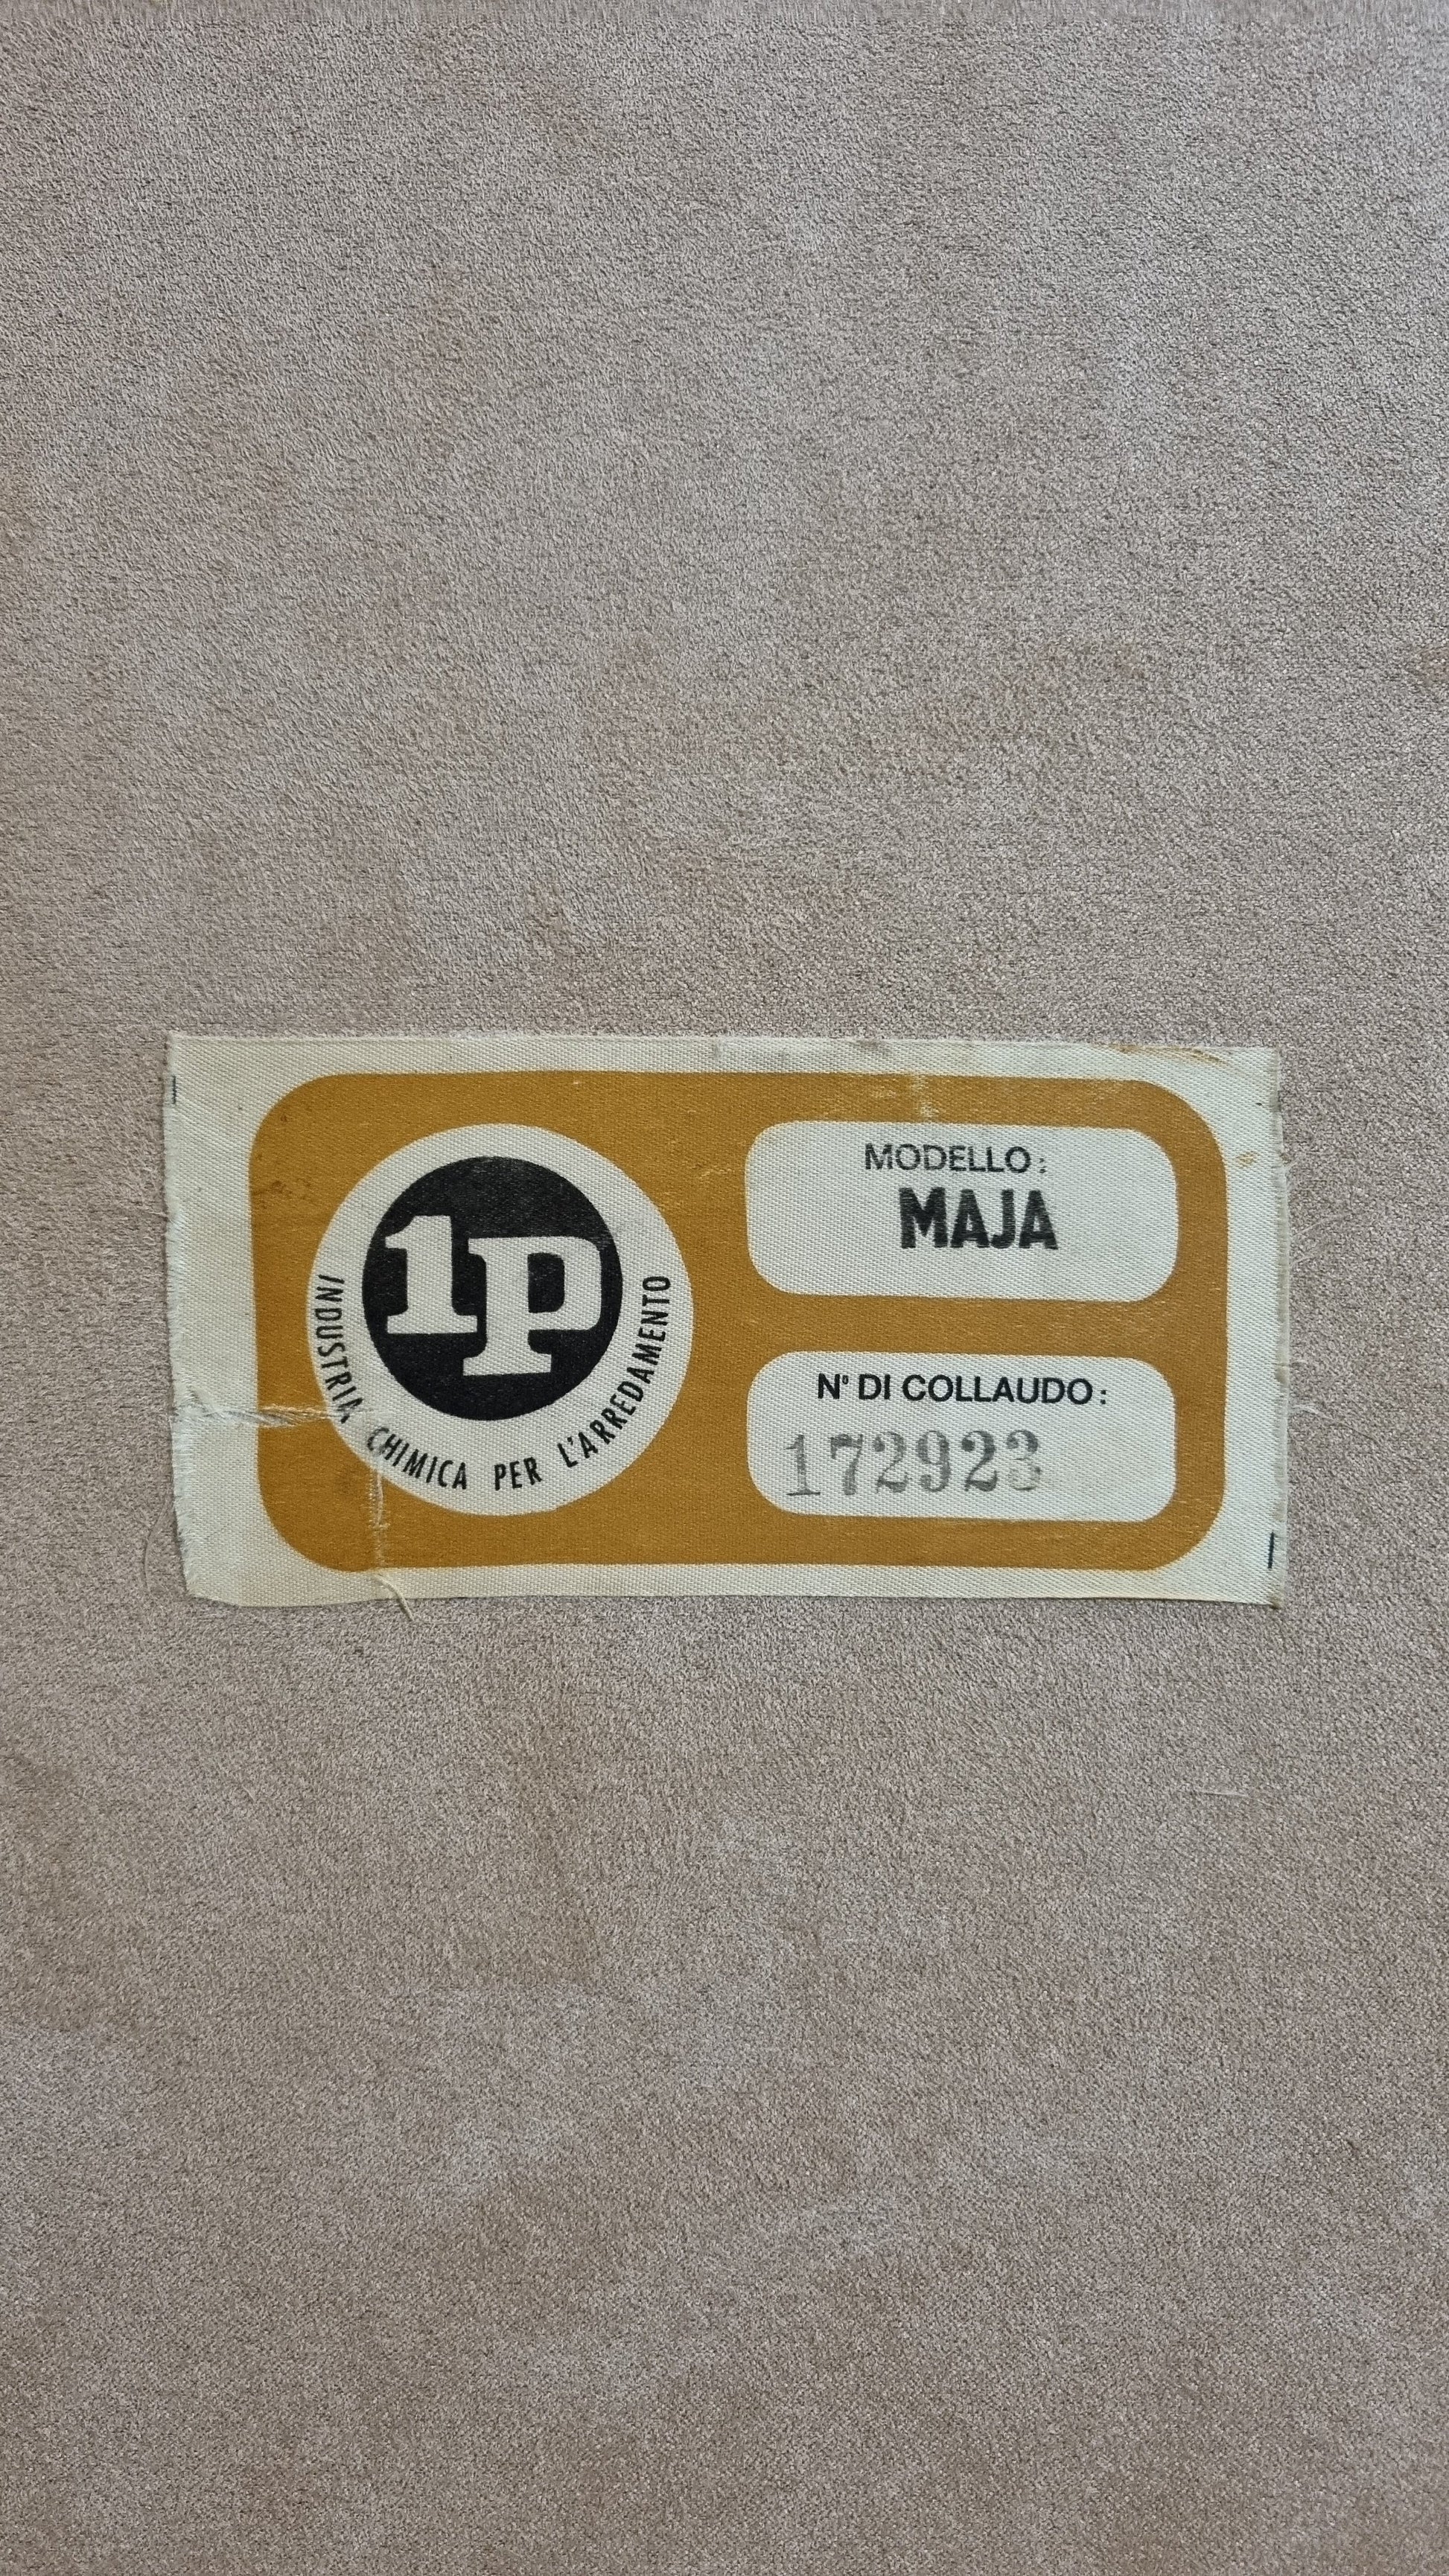 1P
INDUSTRIA CHIMICA PER L'ARREDAMENTO
MODELLO:
MAJA
N° DI COLLAUDO:
172923